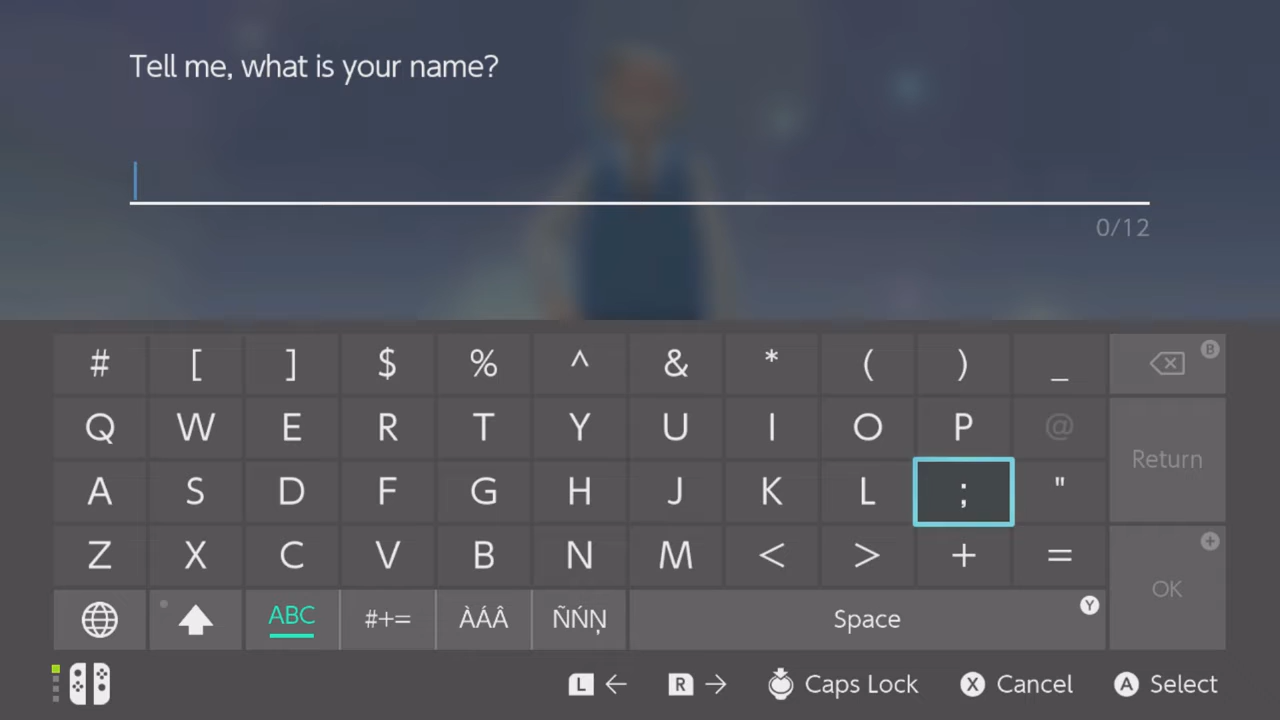 Tell me, what is your name?
0/12
# [ ] $ % ^ & * ( ) _ B
Q W E R T Y U I O P @ Return
A S D F G H J K L ; "
Z X C V B N M < > + = + OK
ABC #+= ÀÁÂ ÑŃŅ Space Y
L ← R → Caps Lock X Cancel A Select